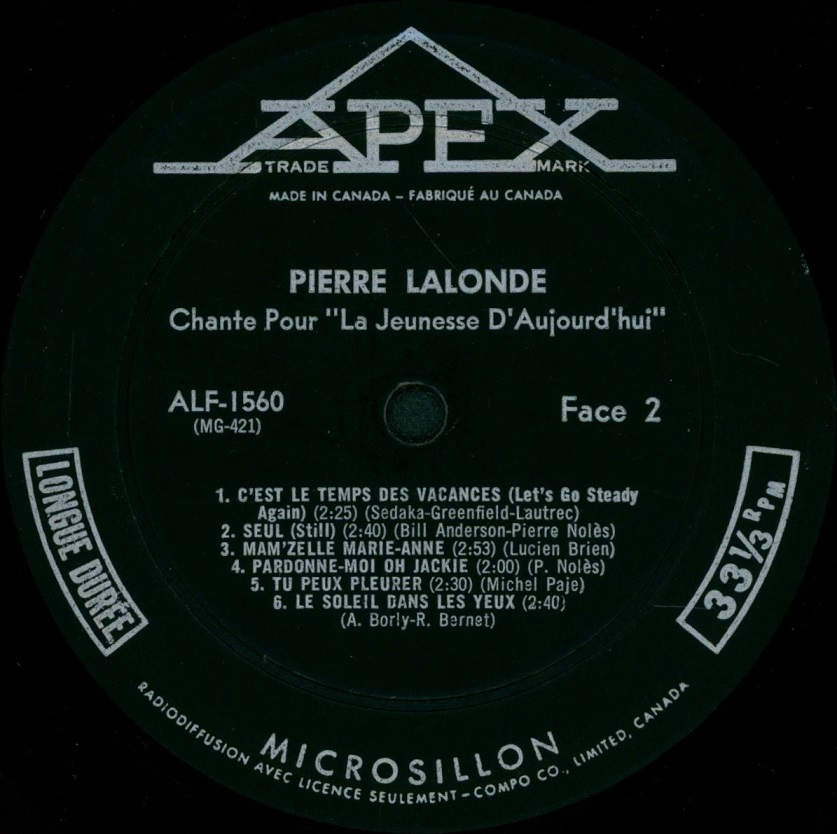 APEX
TRADE MARK
MADE IN CANADA – FABRIQUÉ AU CANADA
PIERRE LALONDE
Chante Pour "La Jeunesse D'Aujourd'hui"
ALF-1560
(MG-421)
Face 2
1. C'EST LE TEMPS DES VACANCES (Let's Go Steady
Again) (2:25) (Sedaka-Greenfield-Lautrec)
2. SEUL (Still) (2:40) (Bill Anderson-Pierre Nolès)
3. MAM'ZELLE MARIE-ANNE (2:53) (Lucien Brien)
4. PARDONNE-MOI OH JACKIE (2:00) (P. Nolès)
5. TU PEUX PLEURER (2:30) (Michel Paje)
6. LE SOLEIL DANS LES YEUX (2:40)
(A. Borly-R. Bernet)
LONGUE DURÉE
33⅓ RPM
MICROSILLON
RADIODIFFUSION AVEC LICENCE SEULEMENT – COMPO CO., LIMITED, CANADA